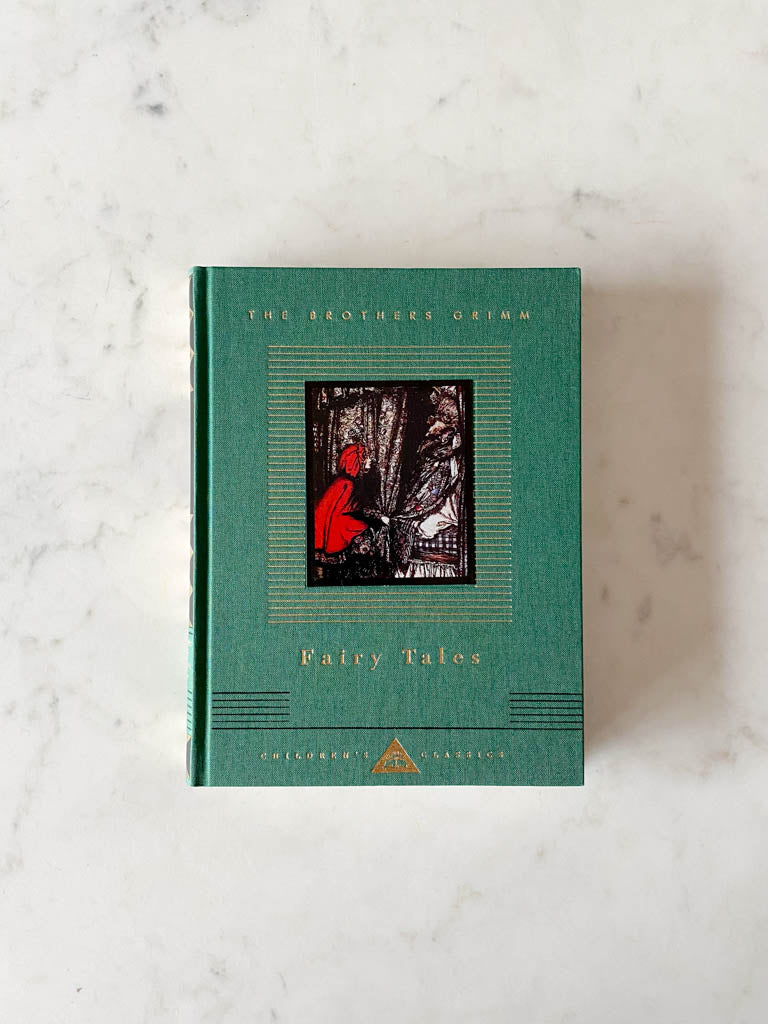 THE BROTHERS GRIMM
Fairy Tales
CHILDREN'S CLASSICS